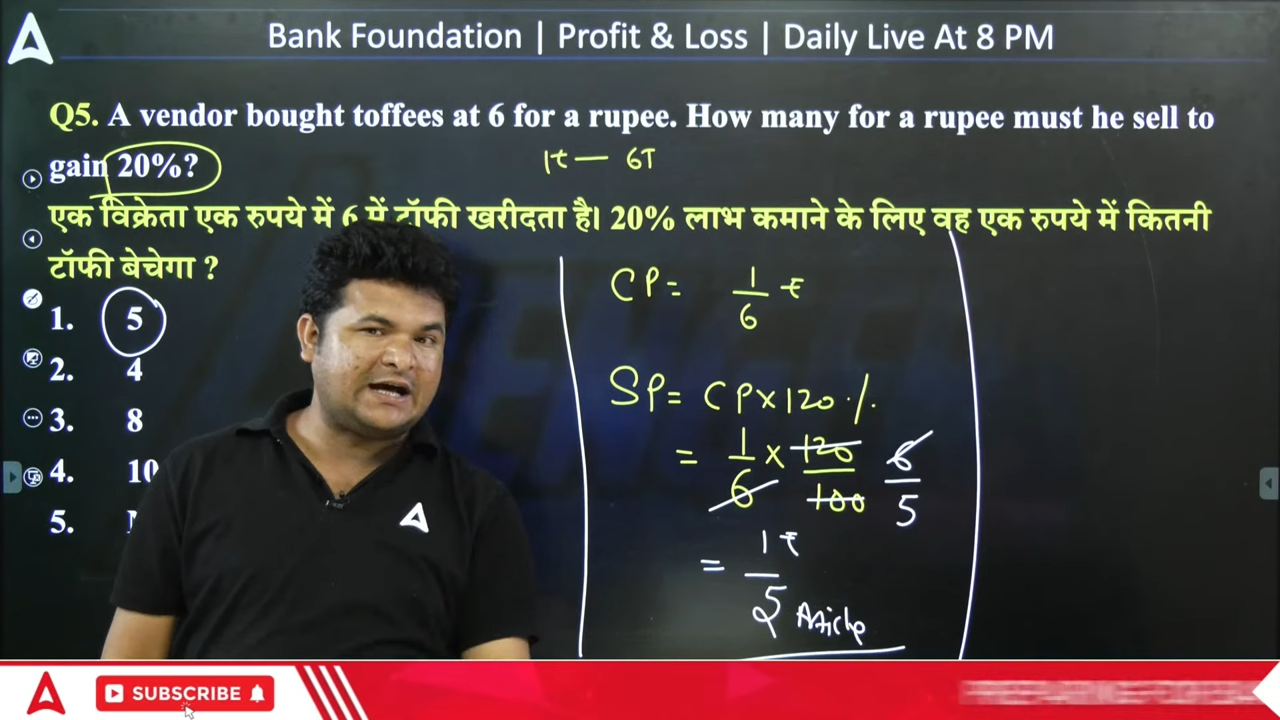 Bank Foundation | Profit & Loss | Daily Live At 8 PM
Q5. A vendor bought toffees at 6 for a rupee. How many for a rupee must he sell to
gain 20%?
1₹ — 6T
एक विक्रेता एक रुपये में 6 में टॉफी खरीदता है। 20% लाभ कमाने के लिए वह एक रुपये में कितनी
टॉफी बेचेगा ?
1. 5
2. 4
3. 8
4. 10
5.
CP = 1/6 ₹
SP = CP × 120 %
= 1/6 × 120/100 6/5
= 1₹/5 Article
SUBSCRIBE